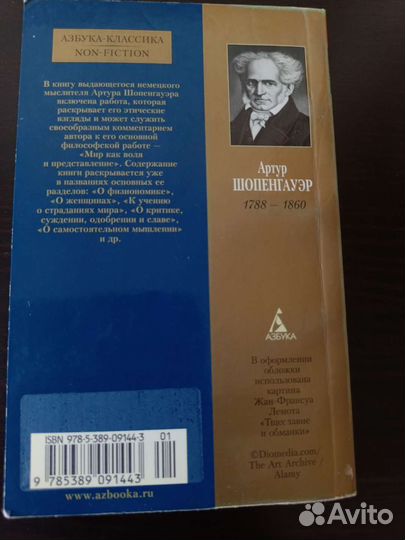 АЗБУКА-КЛАССИКА
NON-FICTION
В книгу выдающегося немецкого
мыслителя Артура Шопенгауэра
включена работа, которая
раскрывает его этические
взгляды и может служить
своеобразным комментарием
автора к его основной
философской работе —
«Мир как воля
и представление». Содержание
книги раскрывается уже
в названиях основных ее
разделов: «О физиономике»,
«О женщинах», «К учению
о страданиях мира», «О критике,
суждении, одобрении и славе»,
«О самостоятельном мышлении»
и др.
Артур
ШОПЕНГАУЭР
1788 — 1860
АЗБУКА
В оформлении
обложки
использована
картина
Жан-Франсуа
Лемота
«Тщеславие
и обманки»
©Diomedia.com/
The Art Archive /
Alamy
ISBN 978-5-389-09144-3 01
9 785389 091443
www.azbooka.ru
Avito